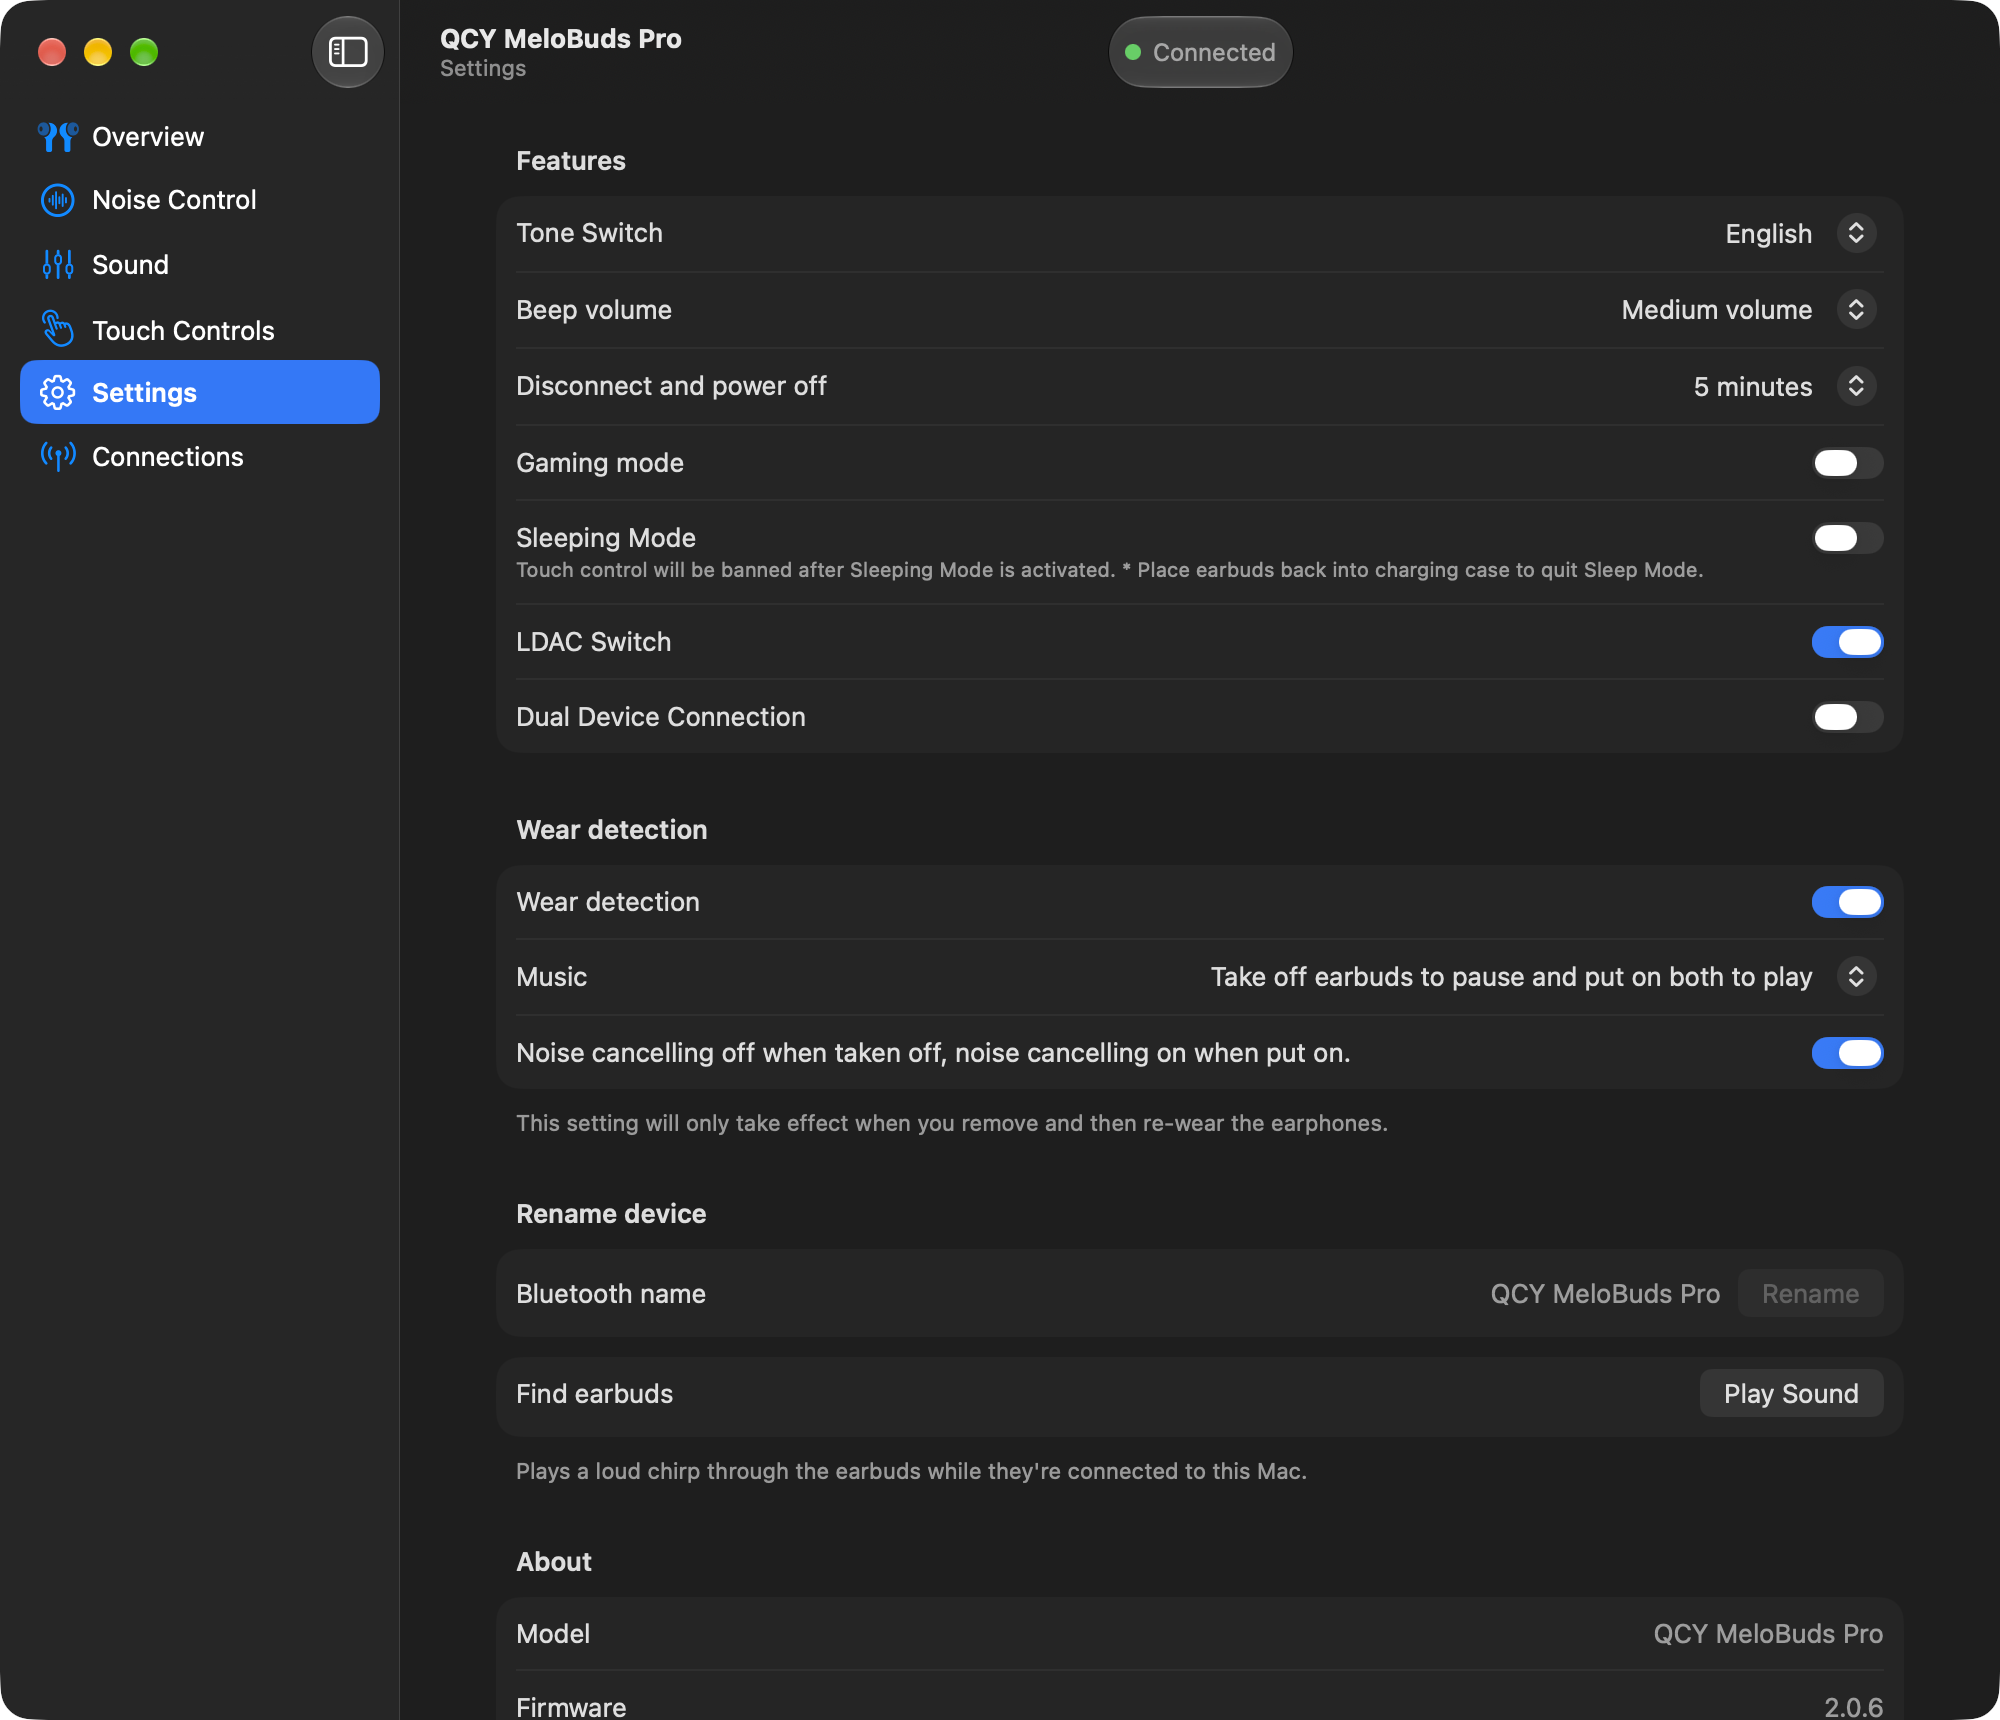 QCY MeloBuds Pro
Settings
Connected
Overview
Noise Control
Sound
Touch Controls
Settings
Connections
Features
Tone Switch
English
Beep volume
Medium volume
Disconnect and power off
5 minutes
Gaming mode
Sleeping Mode
Touch control will be banned after Sleeping Mode is activated. * Place earbuds back into charging case to quit Sleep Mode.
LDAC Switch
Dual Device Connection
Wear detection
Wear detection
Music
Take off earbuds to pause and put on both to play
Noise cancelling off when taken off, noise cancelling on when put on.
This setting will only take effect when you remove and then re-wear the earphones.
Rename device
Bluetooth name
QCY MeloBuds Pro
Rename
Find earbuds
Play Sound
Plays a loud chirp through the earbuds while they're connected to this Mac.
About
Model
QCY MeloBuds Pro
Firmware
2.0.6